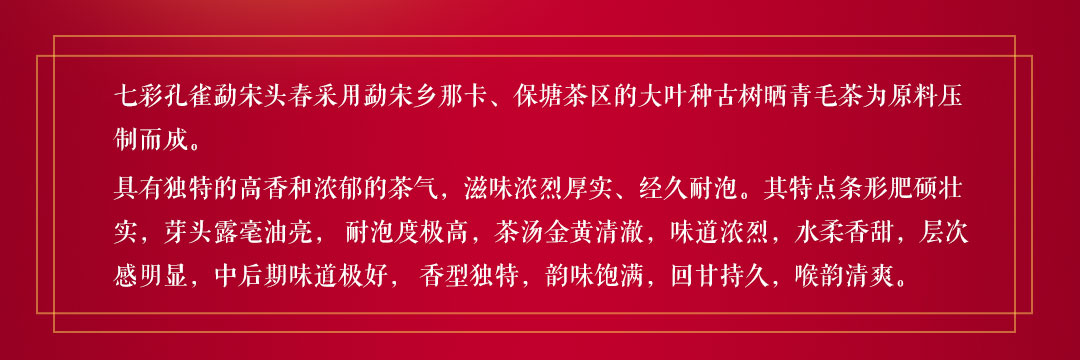 七彩孔雀勐宋头春采用勐宋乡那卡、保塘茶区的大叶种古树晒青毛茶为原料压
制而成。
具有独特的高香和浓郁的茶气，滋味浓烈厚实、经久耐泡。其特点条形肥硕壮
实，芽头露毫油亮， 耐泡度极高，茶汤金黄清澈，味道浓烈，水柔香甜，层次
感明显，中后期味道极好， 香型独特，韵味饱满，回甘持久，喉韵清爽。